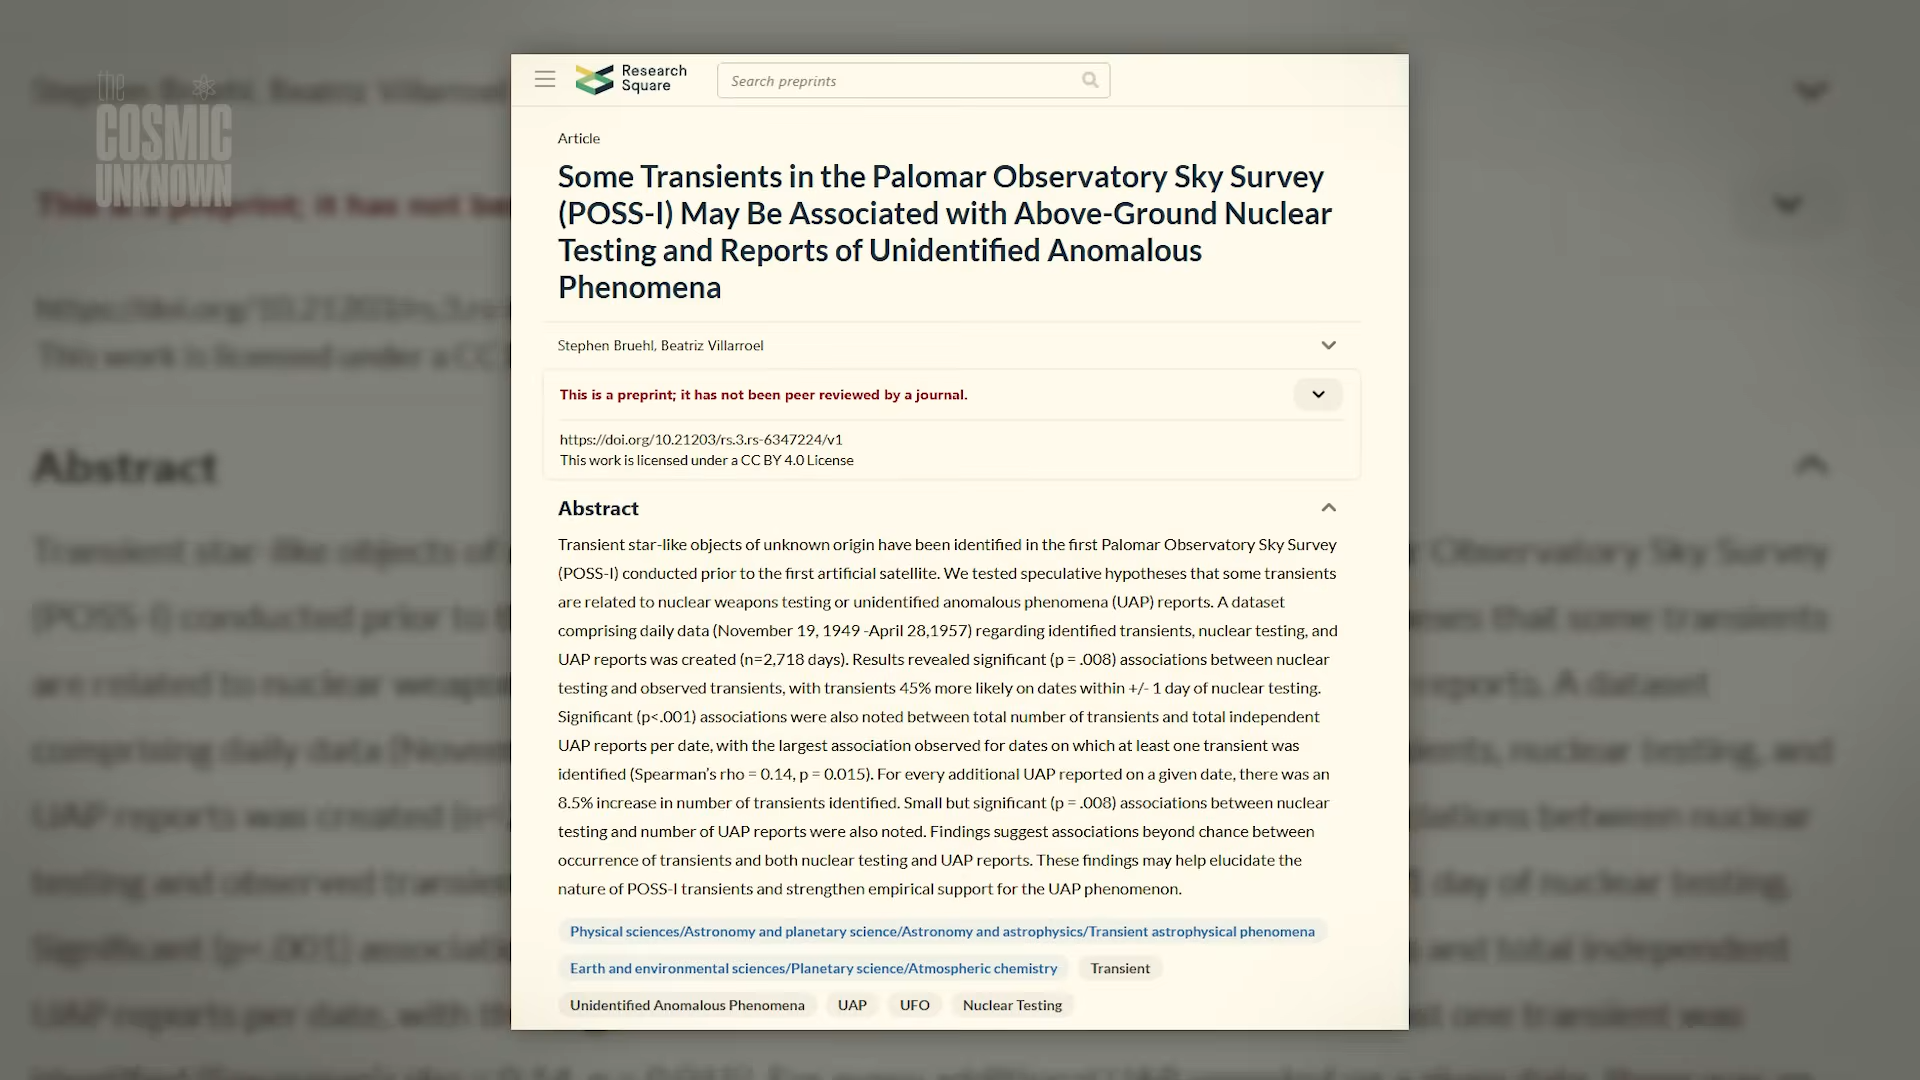 the
COSMIC
UNKNOWN
Research
Square
Search preprints
Article
Some Transients in the Palomar Observatory Sky Survey
(POSS-I) May Be Associated with Above-Ground Nuclear
Testing and Reports of Unidentified Anomalous
Phenomena
Stephen Bruehl, Beatriz Villarroel
This is a preprint; it has not been peer reviewed by a journal.
https://doi.org/10.21203/rs.3.rs-6347224/v1
This work is licensed under a CC BY 4.0 License
Abstract
Transient star-like objects of unknown origin have been identified in the first Palomar Observatory Sky Survey
(POSS-I) conducted prior to the first artificial satellite. We tested speculative hypotheses that some transients
are related to nuclear weapons testing or unidentified anomalous phenomena (UAP) reports. A dataset
comprising daily data (November 19, 1949 -April 28,1957) regarding identified transients, nuclear testing, and
UAP reports was created (n=2,718 days). Results revealed significant (p = .008) associations between nuclear
testing and observed transients, with transients 45% more likely on dates within +/- 1 day of nuclear testing.
Significant (p<.001) associations were also noted between total number of transients and total independent
UAP reports per date, with the largest association observed for dates on which at least one transient was
identified (Spearman's rho = 0.14, p = 0.015). For every additional UAP reported on a given date, there was an
8.5% increase in number of transients identified. Small but significant (p = .008) associations between nuclear
testing and number of UAP reports were also noted. Findings suggest associations beyond chance between
occurrence of transients and both nuclear testing and UAP reports. These findings may help elucidate the
nature of POSS-I transients and strengthen empirical support for the UAP phenomenon.
Physical sciences/Astronomy and planetary science/Astronomy and astrophysics/Transient astrophysical phenomena
Earth and environmental sciences/Planetary science/Atmospheric chemistry
Transient
Unidentified Anomalous Phenomena
UAP
UFO
Nuclear Testing